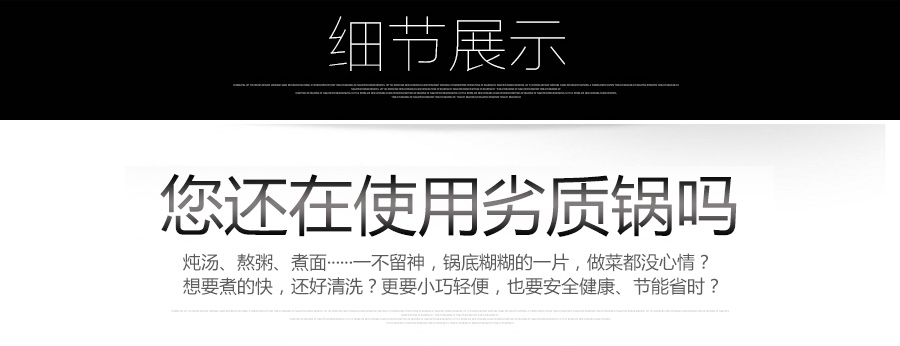 细节展示
您还在使用劣质锅吗
炖汤、熬粥、煮面······一不留神，锅底糊糊的一片，做菜都没心情？
想要煮的快，还好清洗？更要小巧轻便，也要安全健康、节能省时？